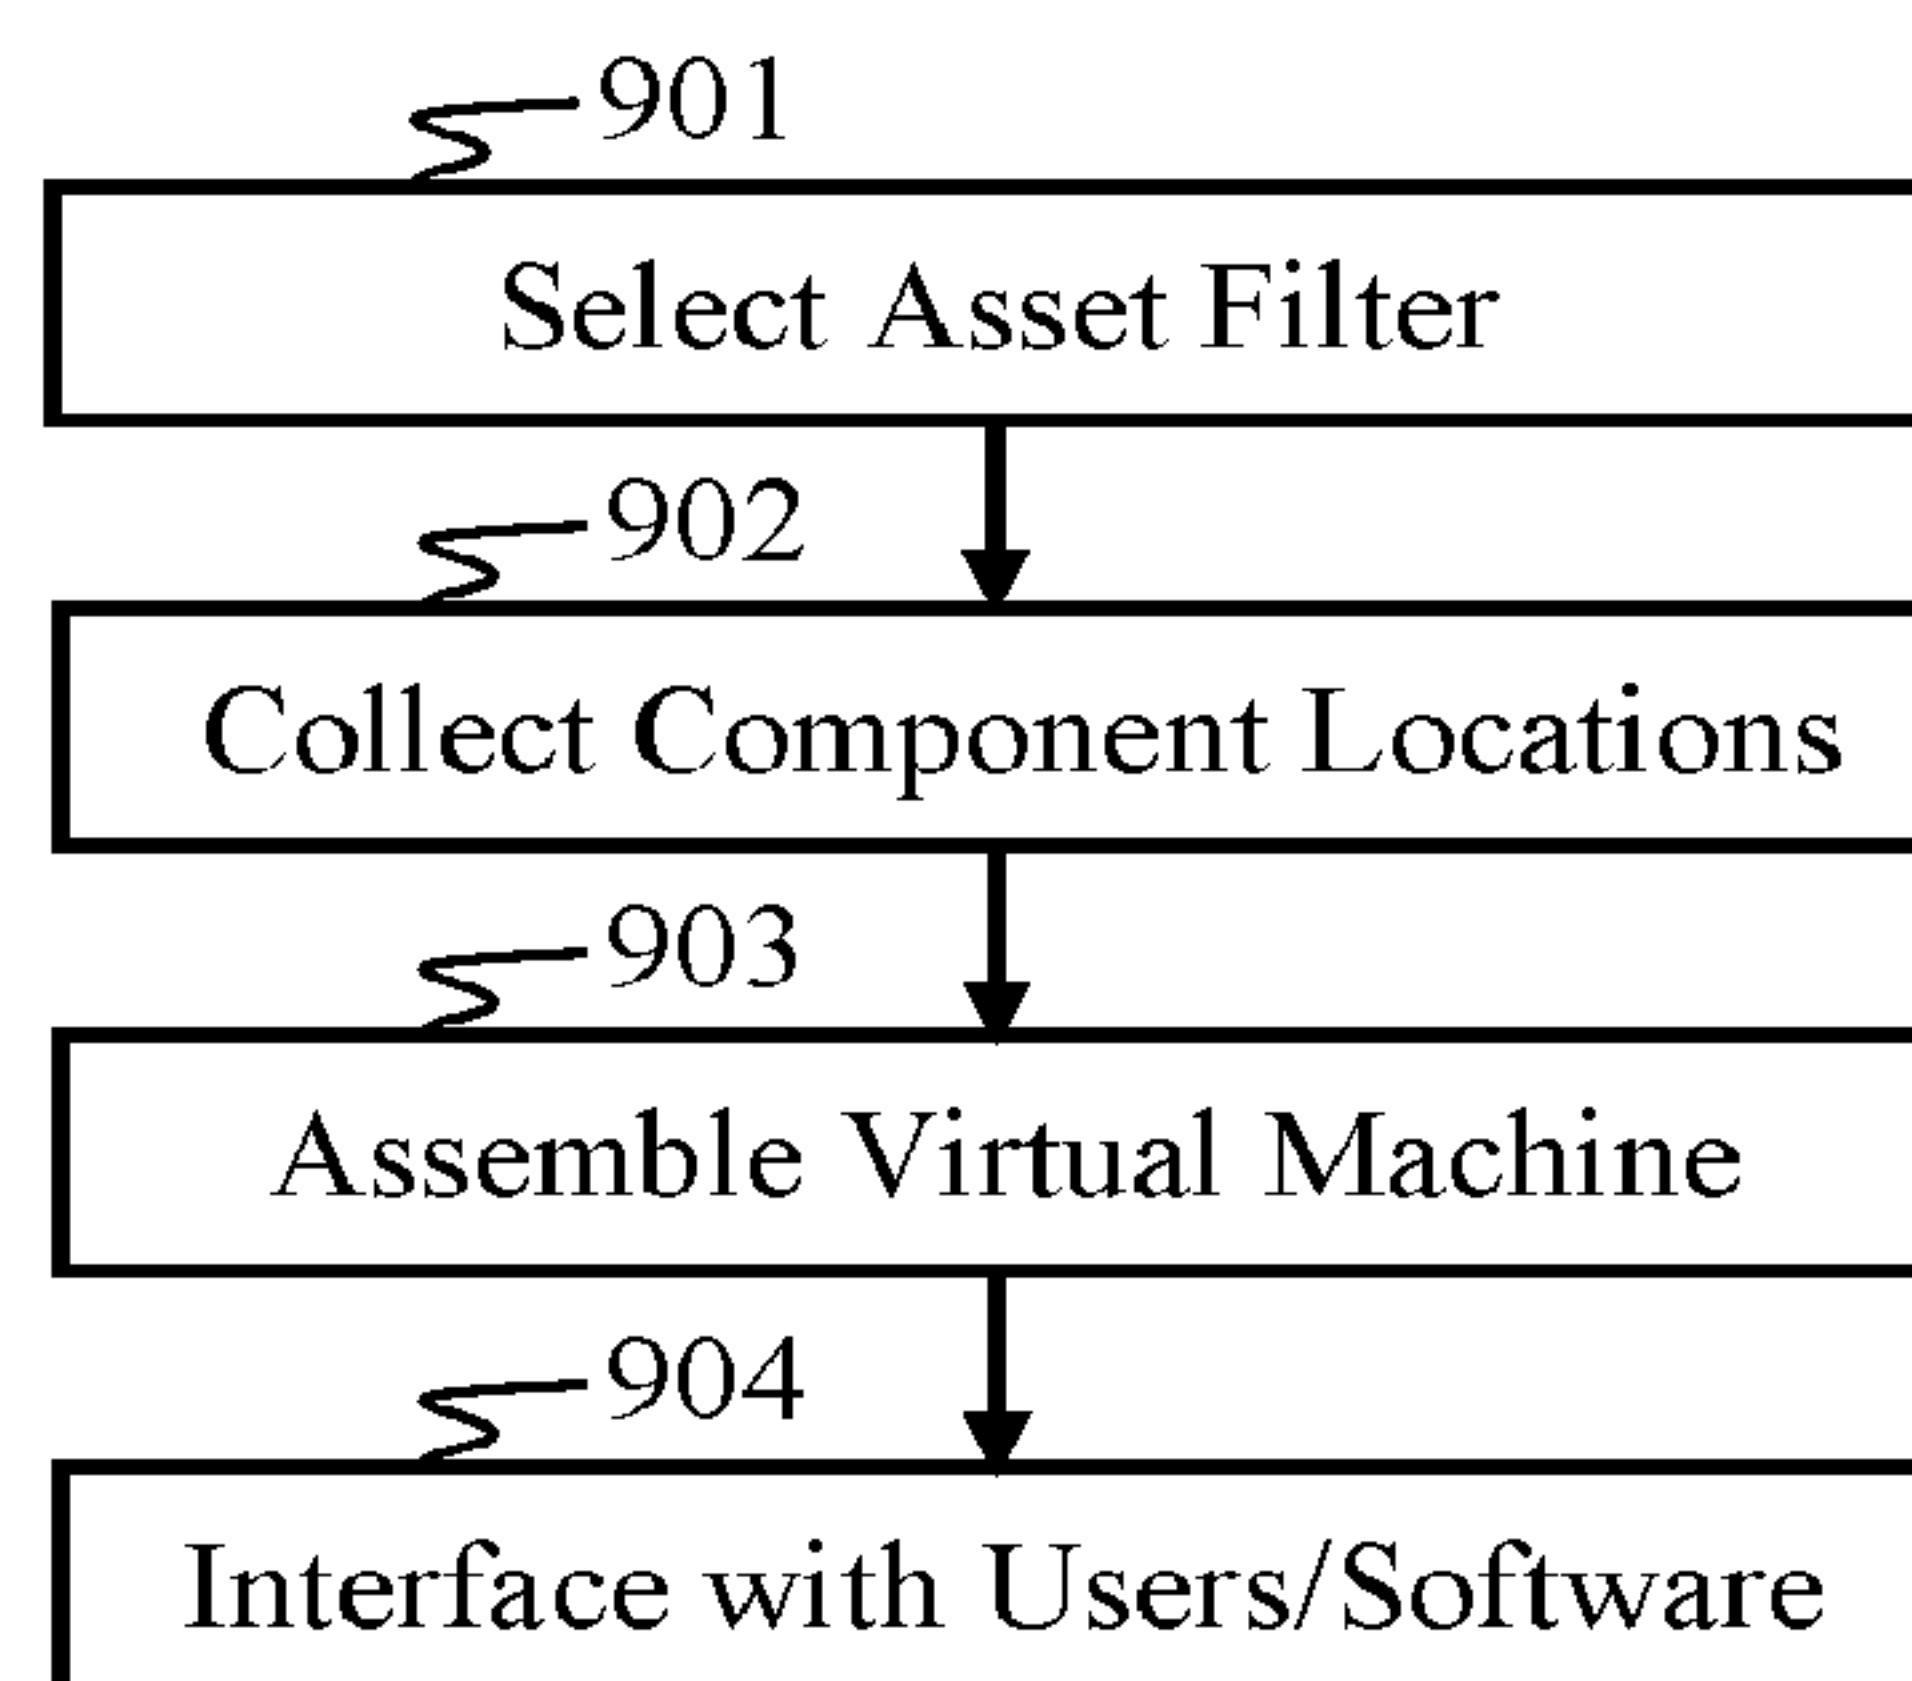 901
Select Asset Filter
902
Collect Component Locations
903
Assemble Virtual Machine
904
Interface with Users/Software